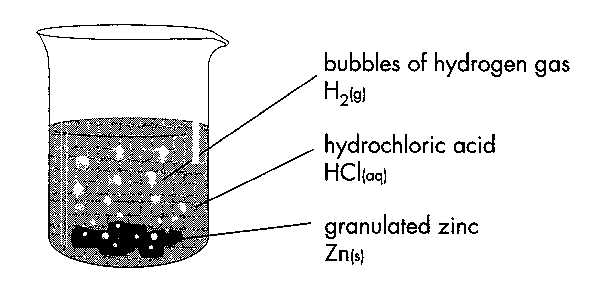 bubbles of hydrogen gas
H₂(g)
hydrochloric acid
HCl(aq)
granulated zinc
Zn(s)